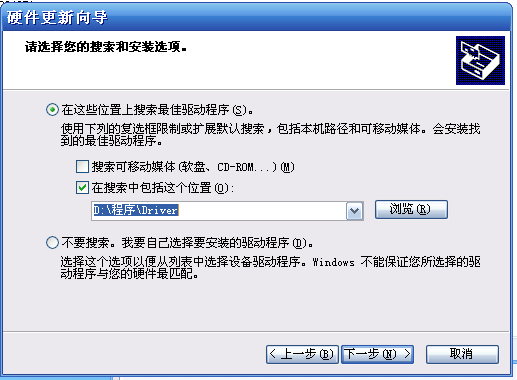 硬件更新向导
请选择您的搜索和安装选项。
在这些位置上搜索最佳驱动程序(S)。
使用下列的复选框限制或扩展默认搜索,包括本机路径和可移动媒体。会安装找
到的最佳驱动程序。
搜索可移动媒体(软盘、CD-ROM...)(M)
在搜索中包括这个位置(O):
D:\程序\Driver
浏览(R)
不要搜索。我要自己选择要安装的驱动程序(D)。
选择这个选项以便从列表中选择设备驱动程序。Windows 不能保证您所选择的驱
动程序与您的硬件最匹配。
< 上一步(B) 下一步(N) > 取消